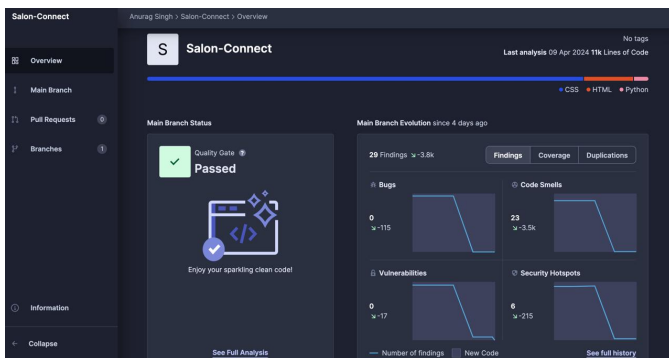 Salon-Connect
Anurag Singh > Salon-Connect > Overview
Overview
Main Branch
Pull Requests 0
Branches 1
Information
Collapse
S
Salon-Connect
No tags
Last analysis 09 Apr 2024 11k Lines of Code
CSS HTML Python
Main Branch Status
Quality Gate ?
Passed
Enjoy your sparkling clean code!
See Full Analysis
Main Branch Evolution since 4 days ago
29 Findings -3.8k
Findings Coverage Duplications
Bugs
0
-115
Code Smells
23
-3.5k
Vulnerabilities
0
-17
Security Hotspots
6
-215
Number of findings New Code
See full history